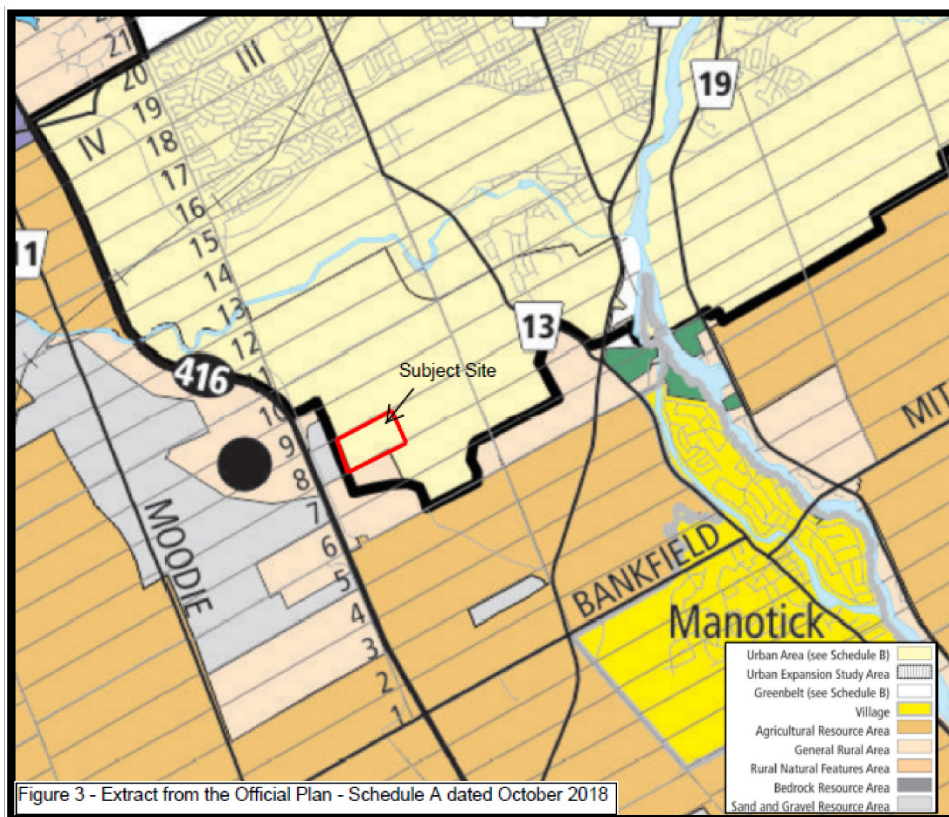 21
20
19
18
17
16
15
14
13
12
11
10
9
8
7
6
5
4
3
2
1
III
IV
19
11
13
416
Subject Site
MOODIE
BANKFIELD
MIT
Manotick
Urban Area (see Schedule B)
Urban Expansion Study Area
Greenbelt (see Schedule B)
Village
Agricultural Resource Area
General Rural Area
Rural Natural Features Area
Bedrock Resource Area
Sand and Gravel Resource Area
Figure 3 - Extract from the Official Plan - Schedule A dated October 2018